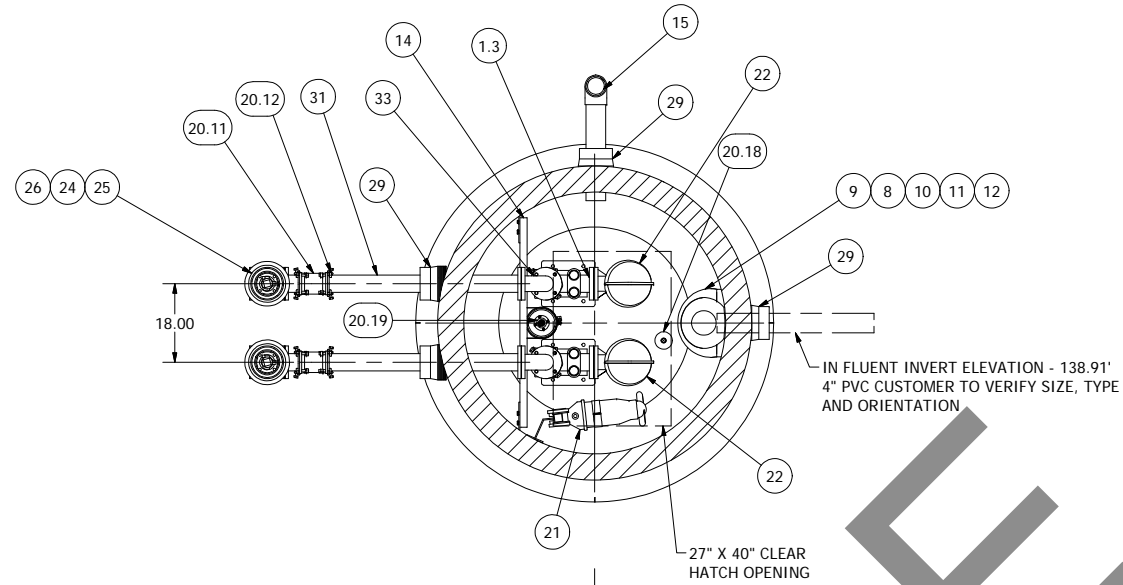 15
14
1.3
22
20.12
31
33
29
20.11
20.18
26 24 25
29
9 8 10 11 12
29
18.00
20.19
IN FLUENT INVERT ELEVATION - 138.91'
4" PVC CUSTOMER TO VERIFY SIZE, TYPE
AND ORIENTATION
22
21
27" X 40" CLEAR
HATCH OPENING